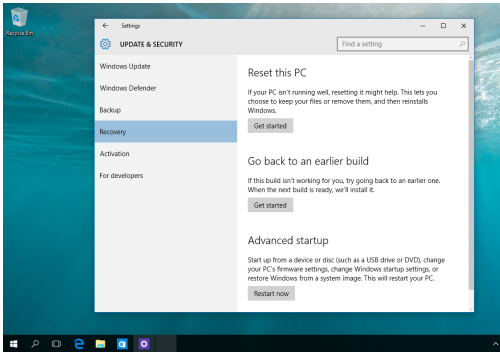 Recycle Bin
Settings
UPDATE & SECURITY
Find a setting
Windows Update
Windows Defender
Backup
Recovery
Activation
For developers
Reset this PC
If your PC isn't running well, resetting it might help. This lets you
choose to keep your files or remove them, and then reinstalls
Windows.
Get started
Go back to an earlier build
If this build isn't working for you, try going back to an earlier one.
When the next build is ready, we'll install it.
Get started
Advanced startup
Start up from a device or disc (such as a USB drive or DVD), change
your PC's firmware settings, change Windows startup settings, or
restore Windows from a system image. This will restart your PC.
Restart now